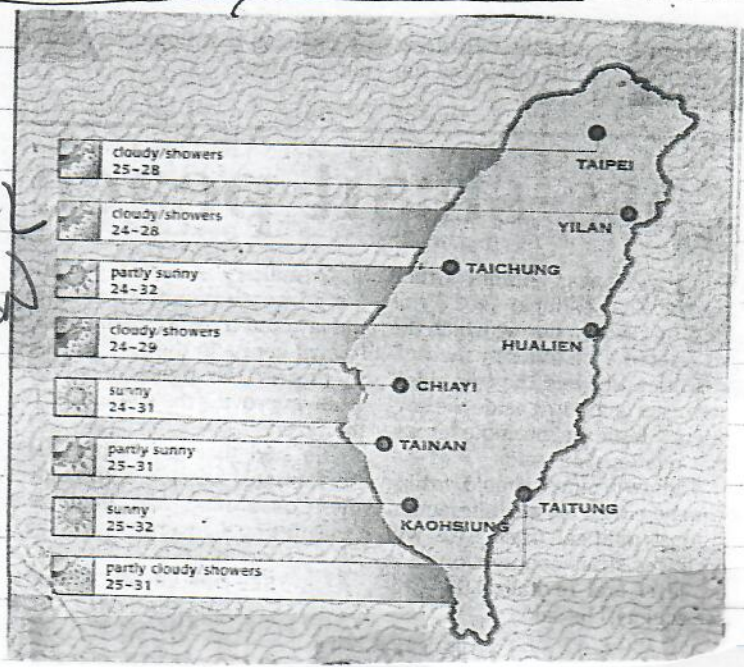 cloudy/showers
25-28
TAIPEI
cloudy/showers
24-28
YILAN
partly sunny
24-32
TAICHUNG
cloudy/showers
24-29
HUALIEN
sunny
24-31
CHIAYI
partly sunny
25-31
TAINAN
sunny
25-32
KAOHSIUNG
TAITUNG
partly cloudy/showers
25-31